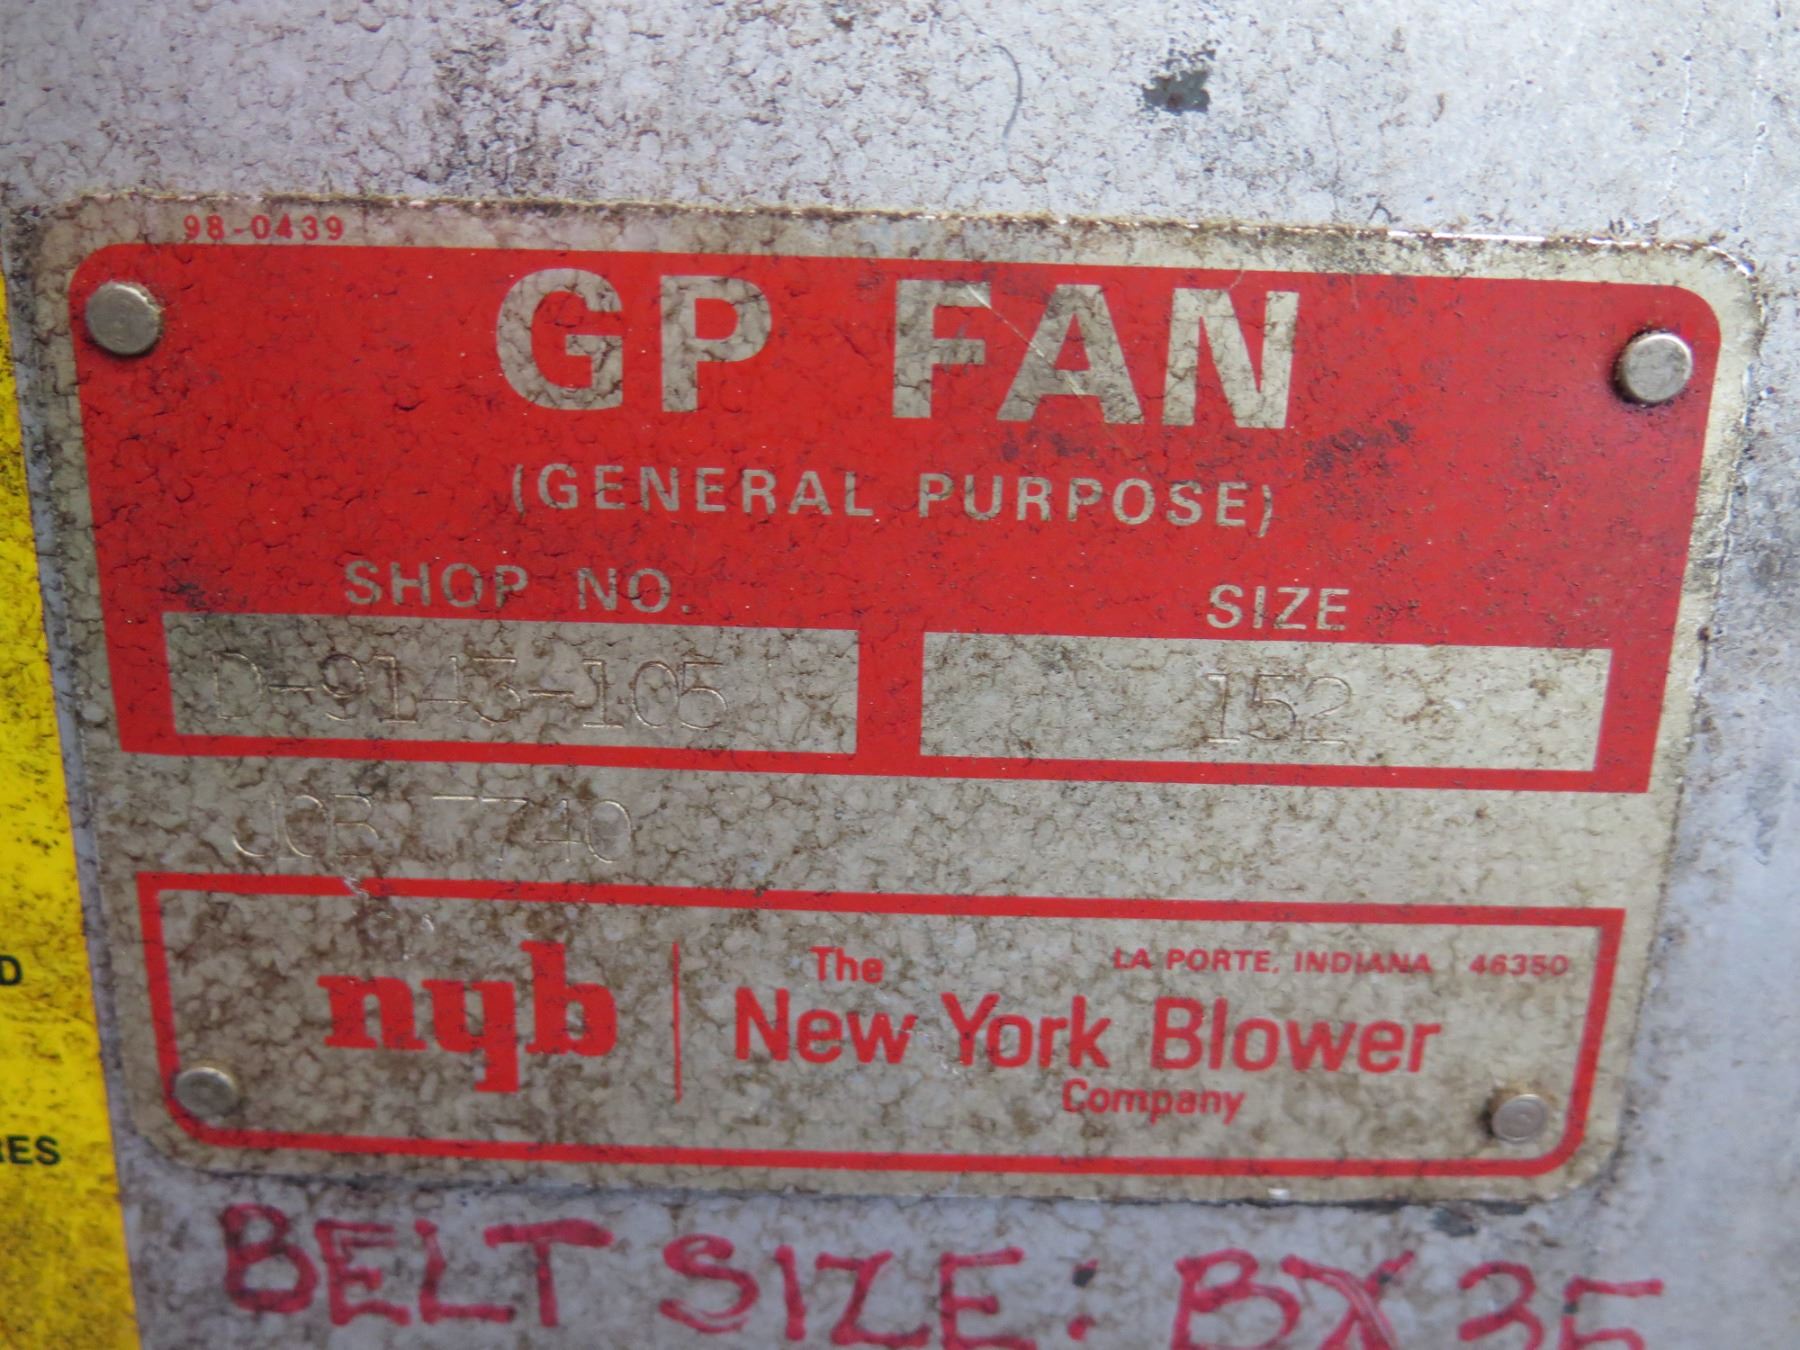 98-0439
GP FAN
(GENERAL PURPOSE)
SHOP NO. SIZE
D-9143-105 152
JOB 7740
nyb The New York Blower Company
LA PORTE, INDIANA 46350
D
RES
BELT SIZE: BX35